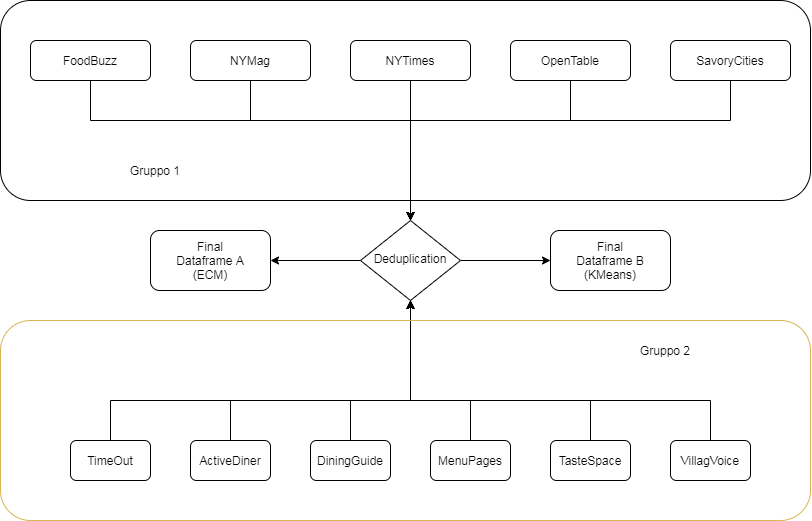 FoodBuzz
NYMag
NYTimes
OpenTable
SavoryCities
Gruppo 1
Final
Dataframe A
(ECM)
Deduplication
Final
Dataframe B
(KMeans)
Gruppo 2
TimeOut
ActiveDiner
DiningGuide
MenuPages
TasteSpace
VillagVoice